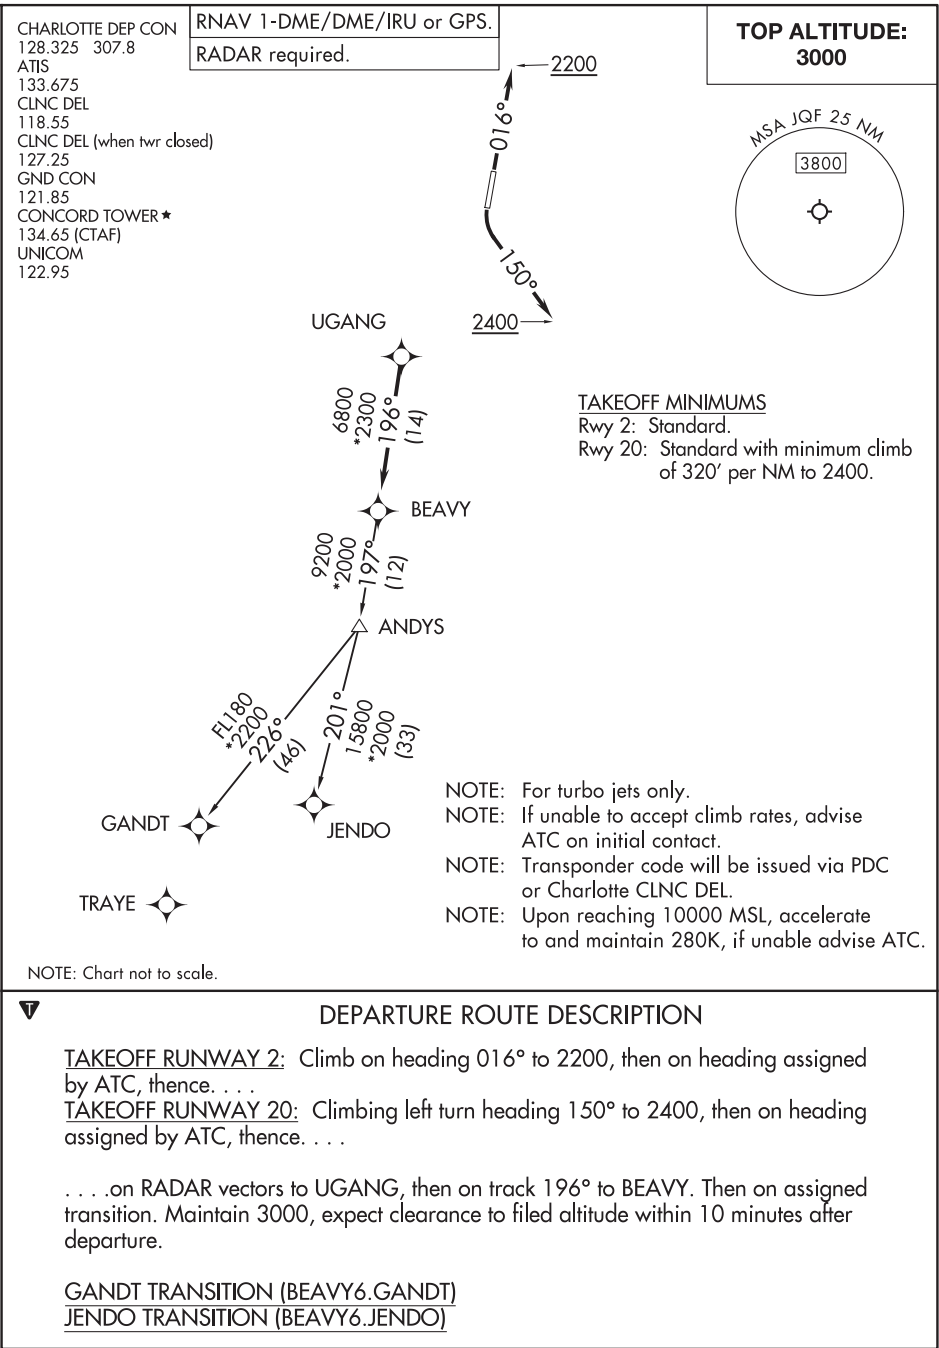 CHARLOTTE DEP CON
128.325 307.8
ATIS
133.675
CLNC DEL
118.55
CLNC DEL (when twr closed)
127.25
GND CON
121.85
CONCORD TOWER★
134.65 (CTAF)
UNICOM
122.95
RNAV 1-DME/DME/IRU or GPS.
RADAR required.
TOP ALTITUDE:
3000
2200
016°
150°
2400
MSA JQF 25 NM
3800
UGANG
6800
*2300
196°
(14)
TAKEOFF MINIMUMS
Rwy 2: Standard.
Rwy 20: Standard with minimum climb
of 320' per NM to 2400.
BEAVY
9200
*2000
197°
(12)
ANDYS
FL180
*2200
226°
(46)
201°
15800
*2000
(33)
GANDT
JENDO
TRAYE
NOTE: For turbo jets only.
NOTE: If unable to accept climb rates, advise
ATC on initial contact.
NOTE: Transponder code will be issued via PDC
or Charlotte CLNC DEL.
NOTE: Upon reaching 10000 MSL, accelerate
to and maintain 280K, if unable advise ATC.
NOTE: Chart not to scale.
T
DEPARTURE ROUTE DESCRIPTION
TAKEOFF RUNWAY 2: Climb on heading 016° to 2200, then on heading assigned
by ATC, thence. . . .
TAKEOFF RUNWAY 20: Climbing left turn heading 150° to 2400, then on heading
assigned by ATC, thence. . . .
. . . .on RADAR vectors to UGANG, then on track 196° to BEAVY. Then on assigned
transition. Maintain 3000, expect clearance to filed altitude within 10 minutes after
departure.
GANDT TRANSITION (BEAVY6.GANDT)
JENDO TRANSITION (BEAVY6.JENDO)